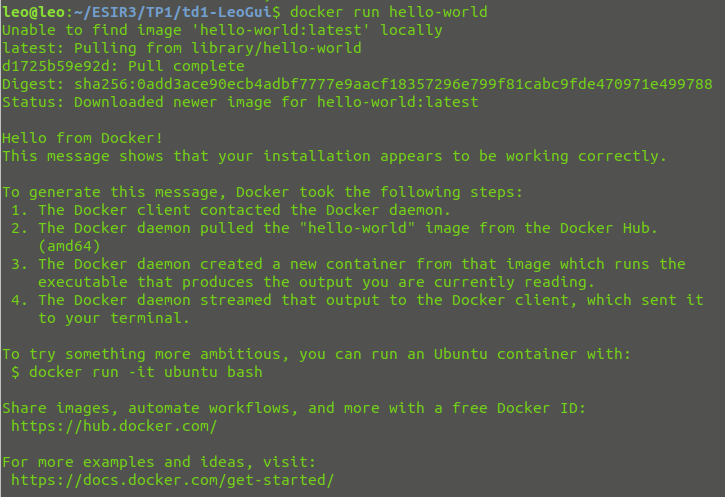 leo@leo:~/ESIR3/TP1/td1-LeoGui$ docker run hello-world
Unable to find image 'hello-world:latest' locally
latest: Pulling from library/hello-world
d1725b59e92d: Pull complete
Digest: sha256:0add3ace90ecb4adbf7777e9aacf18357296e799f81cabc9fde470971e499788
Status: Downloaded newer image for hello-world:latest

Hello from Docker!
This message shows that your installation appears to be working correctly.

To generate this message, Docker took the following steps:
 1. The Docker client contacted the Docker daemon.
 2. The Docker daemon pulled the "hello-world" image from the Docker Hub.
    (amd64)
 3. The Docker daemon created a new container from that image which runs the
    executable that produces the output you are currently reading.
 4. The Docker daemon streamed that output to the Docker client, which sent it
    to your terminal.

To try something more ambitious, you can run an Ubuntu container with:
 $ docker run -it ubuntu bash

Share images, automate workflows, and more with a free Docker ID:
 https://hub.docker.com/

For more examples and ideas, visit:
 https://docs.docker.com/get-started/